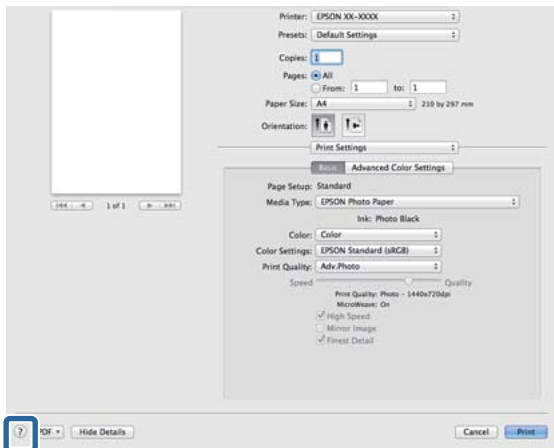 Printer: EPSON XX-XXXX
Presets: Default Settings
Copies: 1
Pages: All
From: 1 to: 1
Paper Size: A4 210 by 297 mm
Orientation:
Print Settings
Basic Advanced Color Settings
1 of 1
Page Setup: Standard
Media Type: EPSON Photo Paper
Ink: Photo Black
Color: Color
Color Settings: EPSON Standard (sRGB)
Print Quality: Adv.Photo
Speed Quality
Print Quality: Photo - 1440x720dpi
MicroWeave: On
High Speed
Mirror Image
Finest Detail
? PDF Hide Details Cancel Print